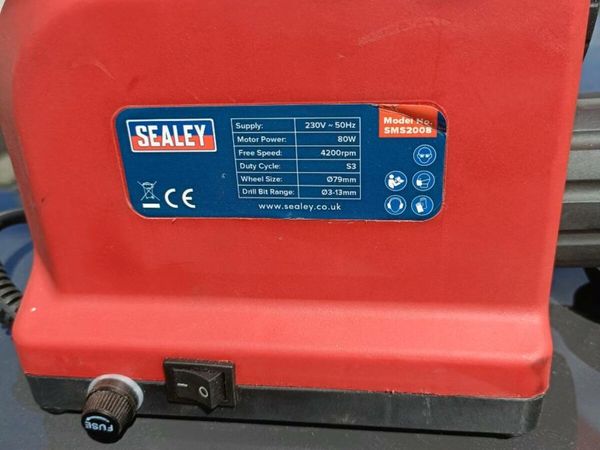 SEALEY
CE
Supply: 230V ~ 50Hz
Motor Power: 80W
Free Speed: 4200rpm
Duty Cycle: S3
Wheel Size: Ø79mm
Drill Bit Range: Ø3-13mm
www.sealey.co.uk
Model No.
SMS2008
FUSE